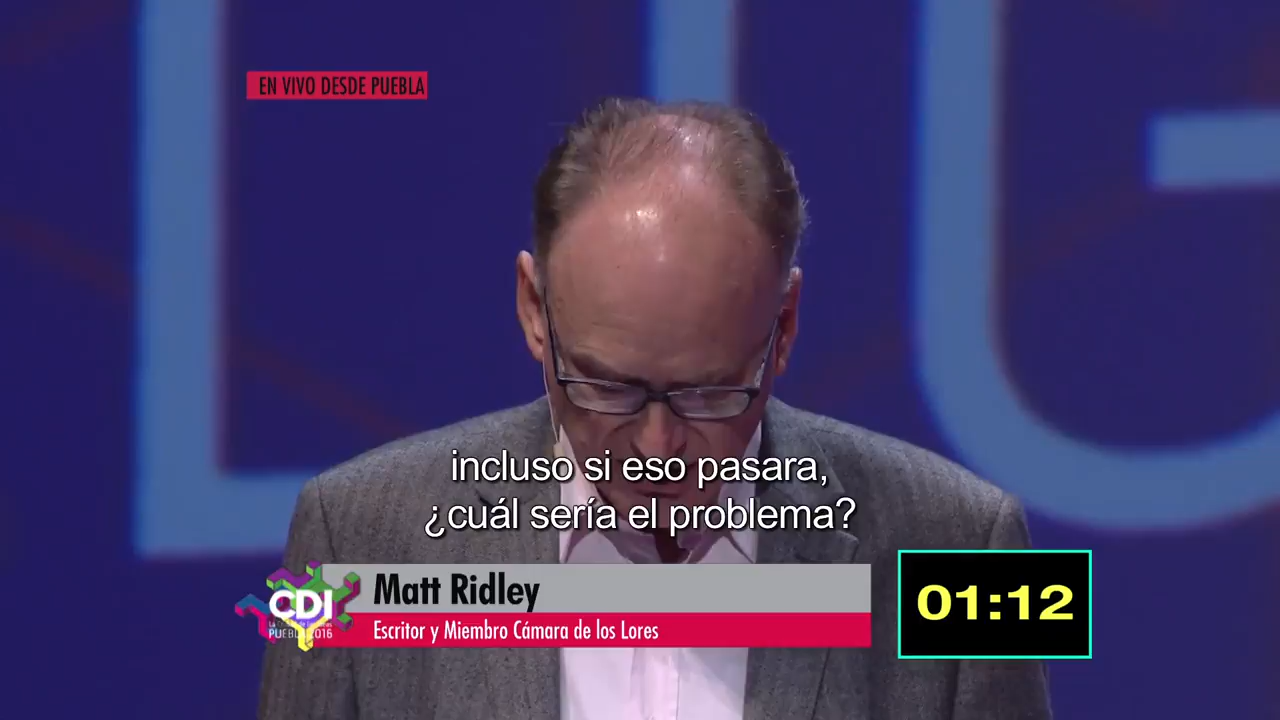 EN VIVO DESDE PUEBLA
incluso si eso pasara,
¿cuál sería el problema?
Matt Ridley
Escritor y Miembro Cámara de los Lores
CDI
PUEBLA 2016
01:12